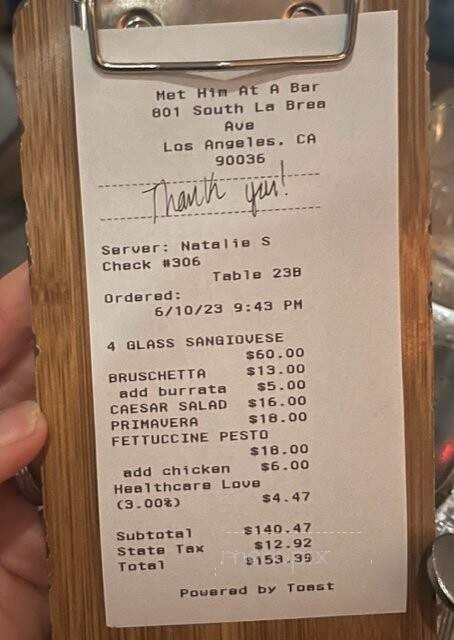 Met Him At A Bar
801 South La Brea
Ave
Los Angeles, CA
90036
Thank you!
Server: Natalie S
Check #306
Table 23B
Ordered:
6/10/23 9:43 PM
4 GLASS SANGIOVESE
$60.00
BRUSCHETTA $13.00
add burrata $5.00
CAESAR SALAD $16.00
PRIMAVERA $18.00
FETTUCCINE PESTO
$18.00
add chicken $6.00
Healthcare Love
(3.00%) $4.47
Subtotal $140.47
State Tax $12.92
Total $153.39
Powered by Toast